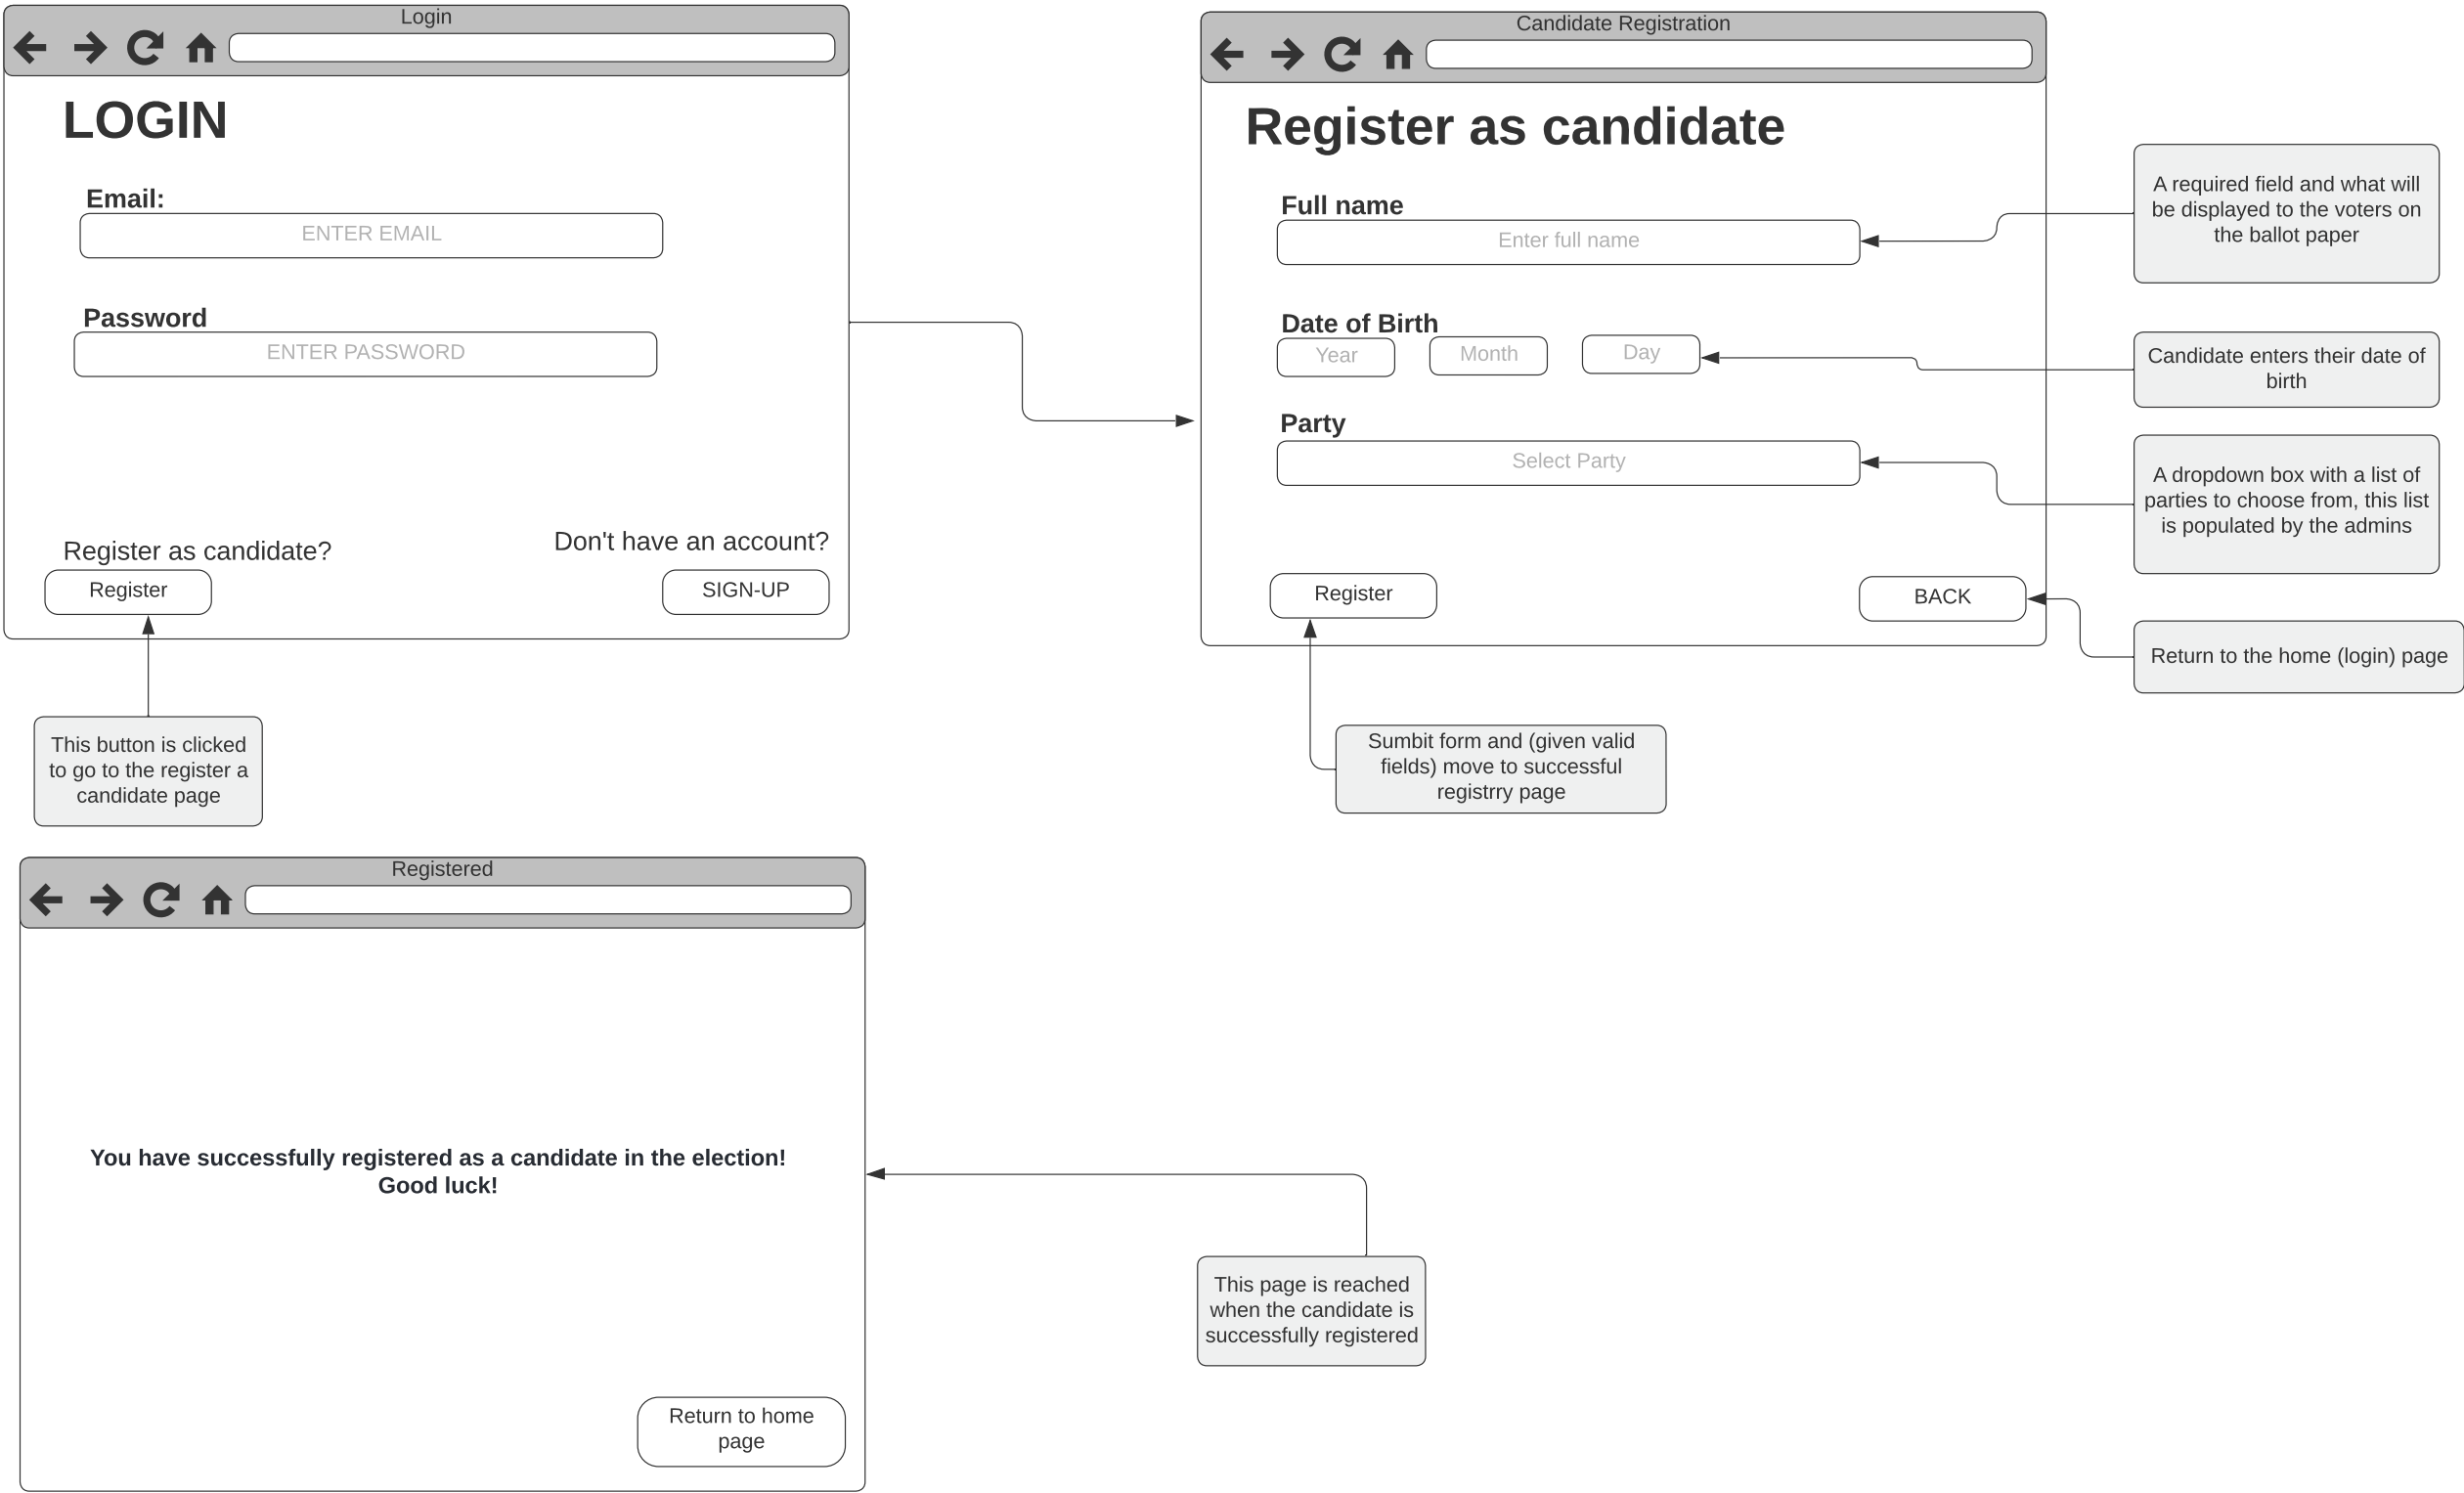 Login
LOGIN
Email:
ENTER EMAIL
Password
ENTER PASSWORD
Register as candidate?
Register
Don't have an account?
SIGN-UP
This button is clicked
to go to the register a
candidate page
Candidate Registration
Register as candidate
Full name
Enter full name
Date of Birth
Year
Month
Day
Party
Select Party
Register
BACK
A required field and what will
be displayed to the voters on
the ballot paper
Candidate enters their date of
birth
A dropdown box with a list of
parties to choose from, this list
is populated by the admins
Return to the home (login) page
Sumbit form and (given valid
fields) move to successful
registrry page
Registered
You have successfully registered as a candidate in the election!
Good luck!
Return to home
page
This page is reached
when the candidate is
successfully registered